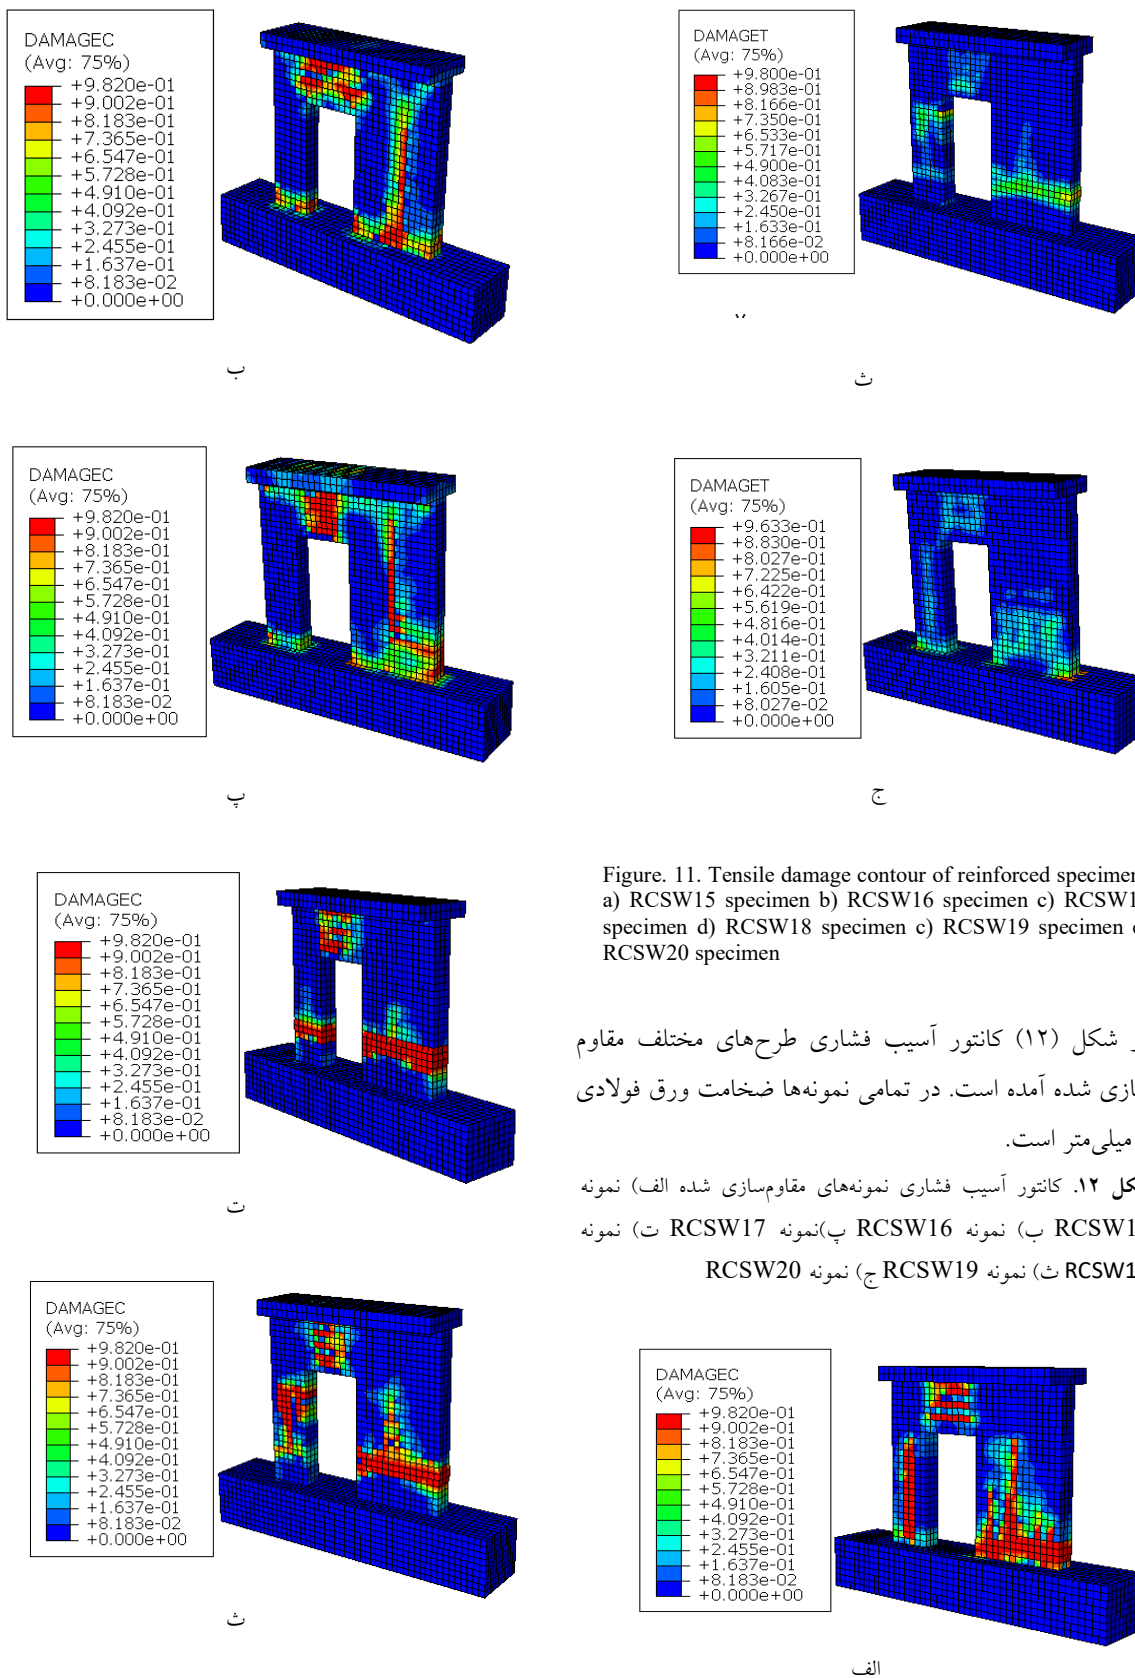 DAMAGET
(Avg: 75%)
+9.800e-01
+8.983e-01
+8.166e-01
+7.350e-01
+6.533e-01
+5.717e-01
+4.900e-01
+4.083e-01
+3.267e-01
+2.450e-01
+1.633e-01
+8.166e-02
+0.000e+00
ث
DAMAGET
(Avg: 75%)
+9.633e-01
+8.830e-01
+8.027e-01
+7.225e-01
+6.422e-01
+5.619e-01
+4.816e-01
+4.014e-01
+3.211e-01
+2.408e-01
+1.605e-01
+8.027e-02
+0.000e+00
ج
Figure. 11. Tensile damage contour of reinforced specimen
a) RCSW15 specimen b) RCSW16 specimen c) RCSW1
specimen d) RCSW18 specimen c) RCSW19 specimen
RCSW20 specimen
ر شکل (۱۲) کانتور آسیب فشاری طرح‌های مختلف مقاوم
ازی شده آمده است. در تمامی نمونه‌ها ضخامت ورق فولادی
میلی‌متر است.
کل ۱۲. کانتور آسیب فشاری نمونه‌های مقاوم‌سازی شده الف) نمونه
RCSW1 ب) نمونه RCSW16 پ)نمونه RCSW17 ت) نمونه
RCSW1 ث) نمونه RCSW19 ج) نمونه RCSW20
DAMAGEC
(Avg: 75%)
+9.820e-01
+9.002e-01
+8.183e-01
+7.365e-01
+6.547e-01
+5.728e-01
+4.910e-01
+4.092e-01
+3.273e-01
+2.455e-01
+1.637e-01
+8.183e-02
+0.000e+00
الف
DAMAGEC
(Avg: 75%)
+9.820e-01
+9.002e-01
+8.183e-01
+7.365e-01
+6.547e-01
+5.728e-01
+4.910e-01
+4.092e-01
+3.273e-01
+2.455e-01
+1.637e-01
+8.183e-02
+0.000e+00
ب
DAMAGEC
(Avg: 75%)
+9.820e-01
+9.002e-01
+8.183e-01
+7.365e-01
+6.547e-01
+5.728e-01
+4.910e-01
+4.092e-01
+3.273e-01
+2.455e-01
+1.637e-01
+8.183e-02
+0.000e+00
پ
DAMAGEC
(Avg: 75%)
+9.820e-01
+9.002e-01
+8.183e-01
+7.365e-01
+6.547e-01
+5.728e-01
+4.910e-01
+4.092e-01
+3.273e-01
+2.455e-01
+1.637e-01
+8.183e-02
+0.000e+00
ت
DAMAGEC
(Avg: 75%)
+9.820e-01
+9.002e-01
+8.183e-01
+7.365e-01
+6.547e-01
+5.728e-01
+4.910e-01
+4.092e-01
+3.273e-01
+2.455e-01
+1.637e-01
+8.183e-02
+0.000e+00
ث